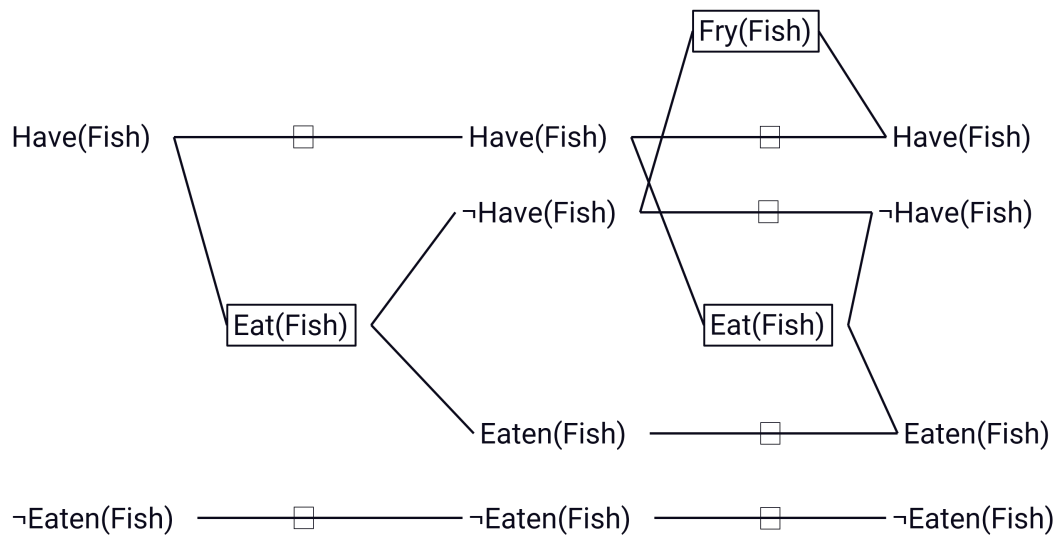 Fry(Fish)
Have(Fish) Have(Fish) Have(Fish)
¬Have(Fish) ¬Have(Fish)
Eat(Fish) Eat(Fish)
Eaten(Fish) Eaten(Fish)
¬Eaten(Fish) ¬Eaten(Fish) ¬Eaten(Fish)